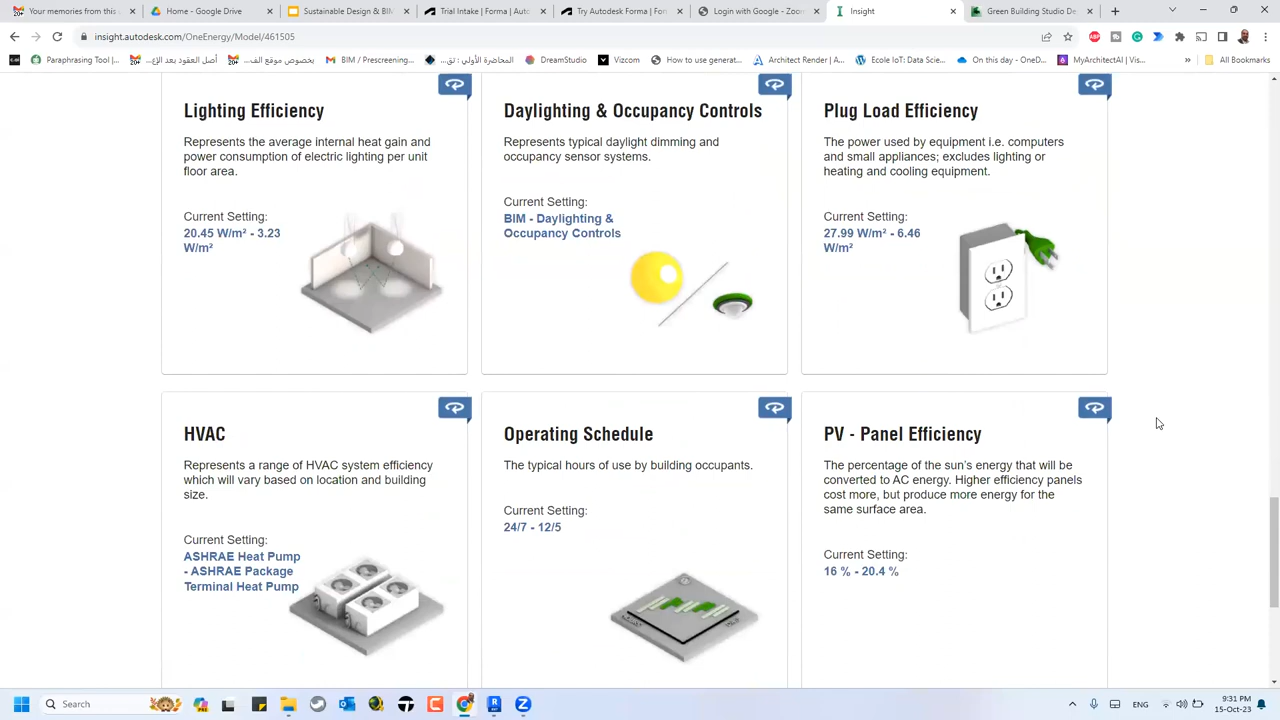 Your memories from this
Home - Google Drive
Sustainable Design & BIM
Trial Intake | Forma | Auto
Try Autodesk Forma | For
Login with Google - Zoom
Insight
Green Building Studio De
insight.autodesk.com/OneEnergy/Model/461505
Paraphrasing Tool |
أصل العقود بعد الإع...
بخصوص موقع الف...
BIM / Prescreening...
المحاضرة الأولي : تق...
DreamStudio
Vizcom
How to use generat...
Architect Render | A...
Ecole IoT: Data Scie...
On this day - OneD...
MyArchitectAI | Vis...
»
All Bookmarks
Lighting Efficiency
Represents the average internal heat gain and
power consumption of electric lighting per unit
floor area.
Current Setting:
20.45 W/m² - 3.23
W/m²
Daylighting & Occupancy Controls
Represents typical daylight dimming and
occupancy sensor systems.
Current Setting:
BIM - Daylighting &
Occupancy Controls
Plug Load Efficiency
The power used by equipment i.e. computers
and small appliances; excludes lighting or
heating and cooling equipment.
Current Setting:
27.99 W/m² - 6.46
W/m²
HVAC
Represents a range of HVAC system efficiency
which will vary based on location and building
size.
Current Setting:
ASHRAE Heat Pump
- ASHRAE Package
Terminal Heat Pump
Operating Schedule
The typical hours of use by building occupants.
Current Setting:
24/7 - 12/5
PV - Panel Efficiency
The percentage of the sun's energy that will be
converted to AC energy. Higher efficiency panels
cost more, but produce more energy for the
same surface area.
Current Setting:
16 % - 20.4 %
Search
ENG
9:31 PM
15-Oct-23